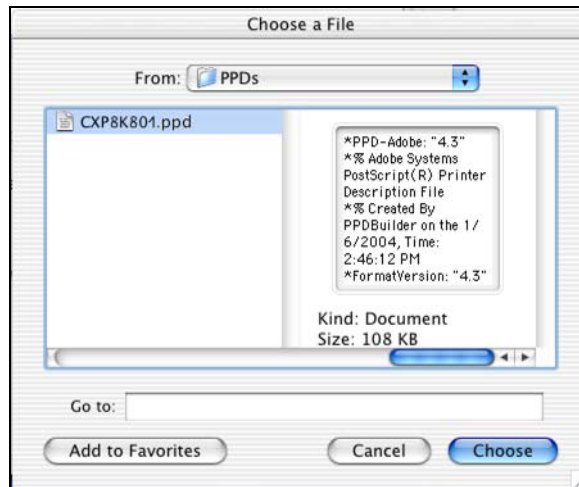 Choose a File
From: PPDs
CXP8K801.ppd
*PPD-Adobe: "4.3"
*% Adobe Systems
PostScript(R) Printer
Description File
*% Created By
PPDBuilder on the 1/
6/2004, Time:
2:46:12 PM
*FormatVersion: "4.3"
Kind: Document
Size: 108 KB
Go to:
Add to Favorites
Cancel
Choose